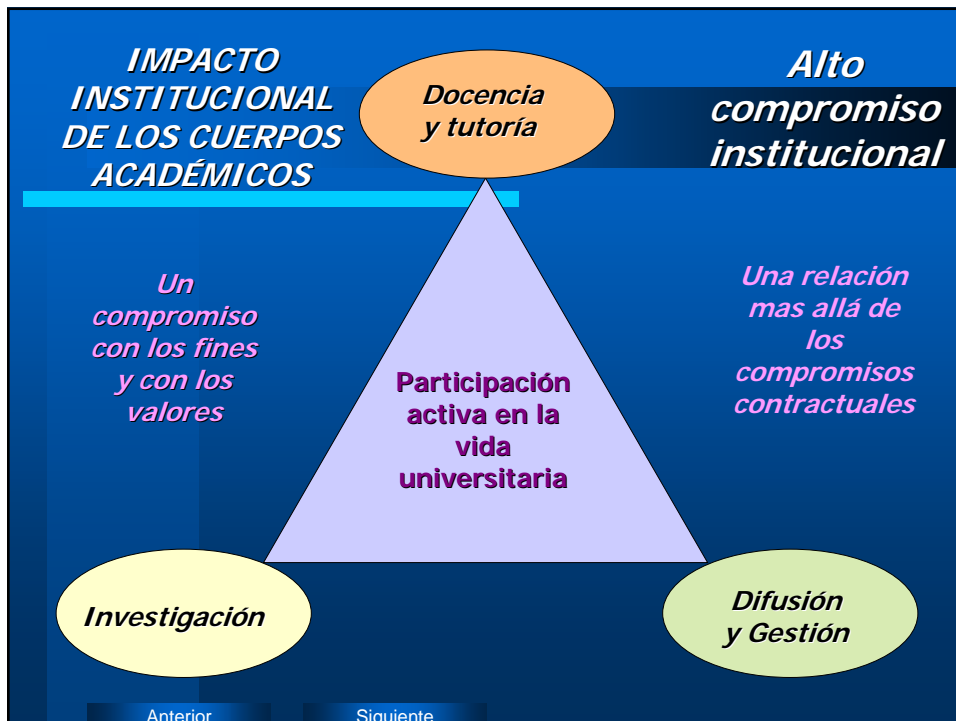 IMPACTO
INSTITUCIONAL
DE LOS CUERPOS
ACADÉMICOS
Docencia
y tutoría
Alto
compromiso
institucional
Un
compromiso
con los fines
y con los
valores
Participación
activa en la
vida
universitaria
Una relación
mas allá de
los
compromisos
contractuales
Investigación
Difusión
y Gestión
Anterior
Siguiente